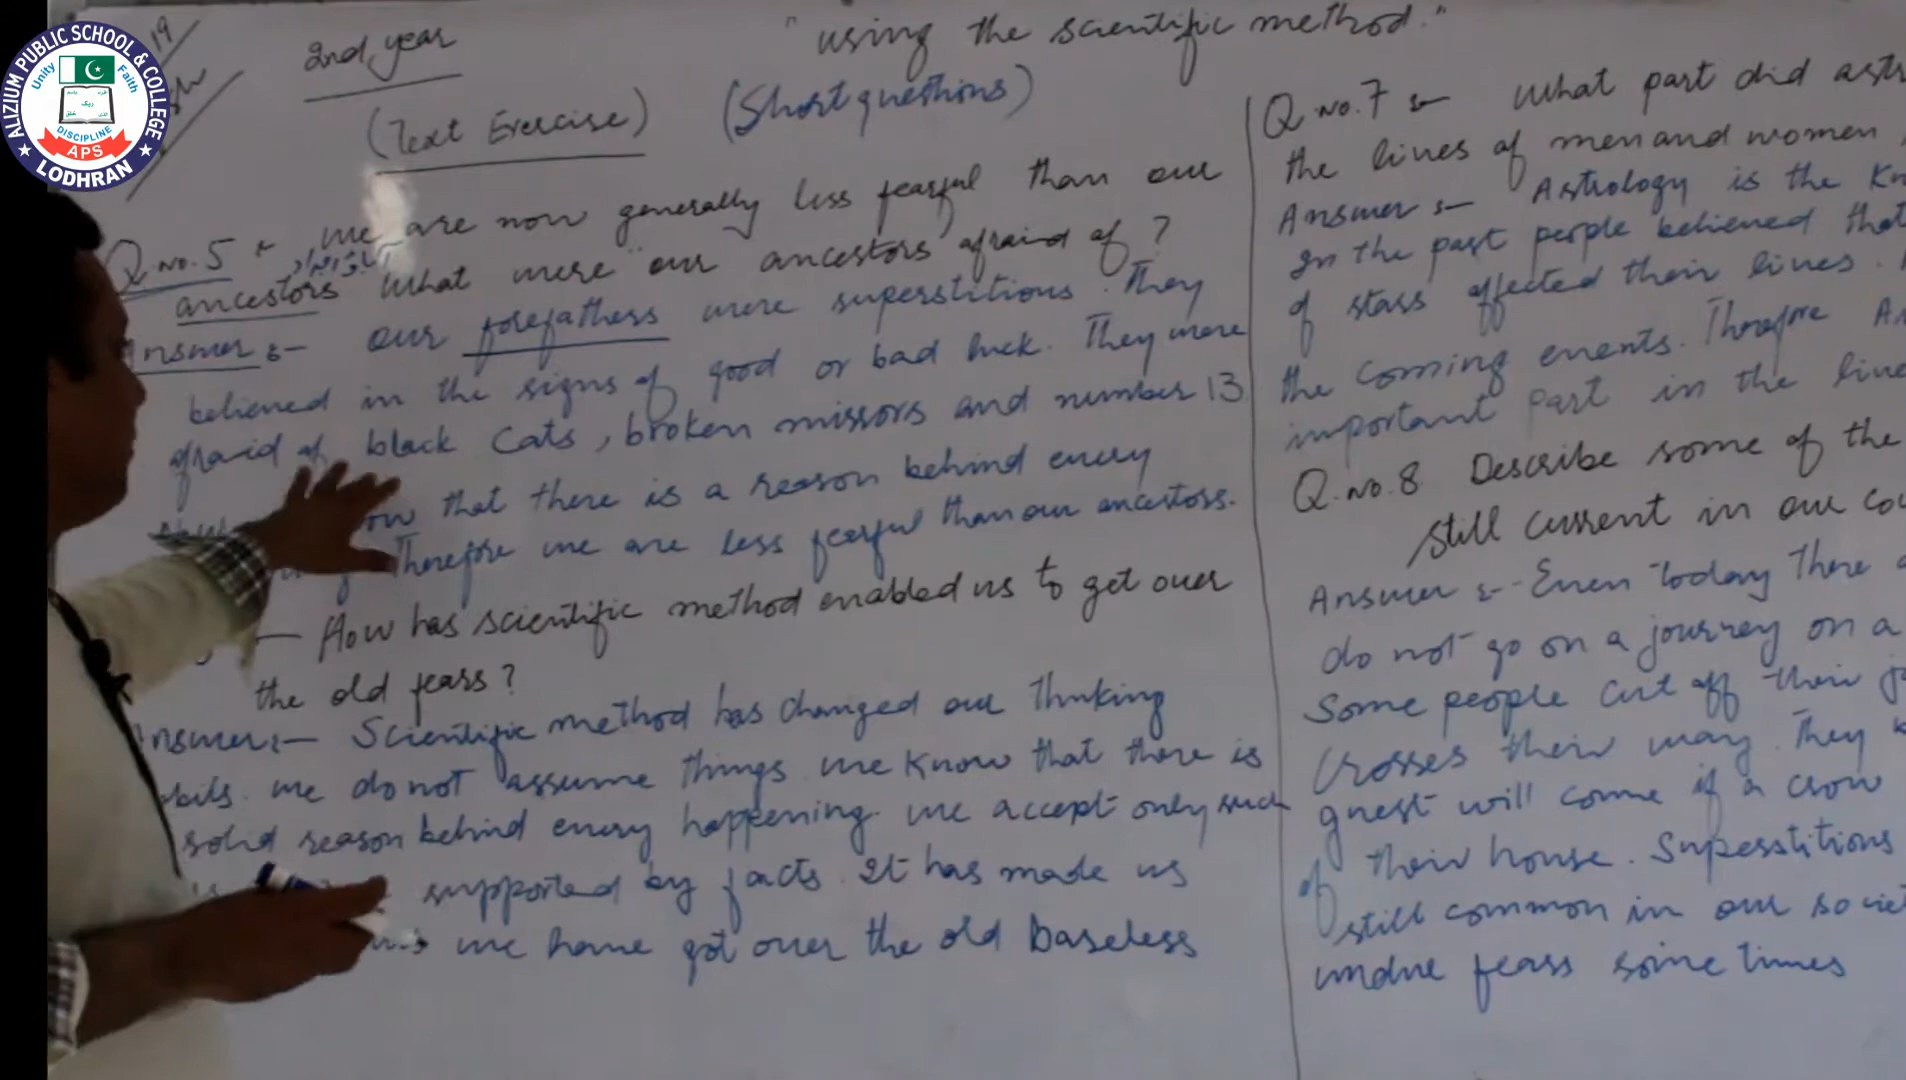 ALIZIUM PUBLIC SCHOOL & COLLEGE
Unity
Faith
DISCIPLINE
APS
LODHRAN
19
2nd year
"using the scientific method."
(Text Exercise)
(Short questions)
Q No.5 :- we are now generally less fearful than our
ancestors what were our ancestors afraid of?
Answer :- our forefathers were superstitious. They
believed in the signs of good or bad luck. They were
afraid of black cats, broken mirrors and number 13
that there is a reason behind every
Therefore we are less fearful than our ancestors.
How has scientific method enabled us to get over
the old fears?
Answer :- Scientific method has changed our thinking
we do not assume things. we know that there is
solid reason behind every happening. we accept only such
supported by facts. It has made us
we have got over the old baseless
Q No.7 :- What part did
the lives of men and women
Answer :- Astrology is the
In the past people believed that
of stars affected their lives.
the coming events. Therefore
important part in the
Q.No.8 Describe some of the
still current in our
Answer :- Even today there
do not go on a journey on a
Some people cut off their
crosses their way. They
guest will come if a crow
of their house. Superstitions
still common in our
undue fears some times